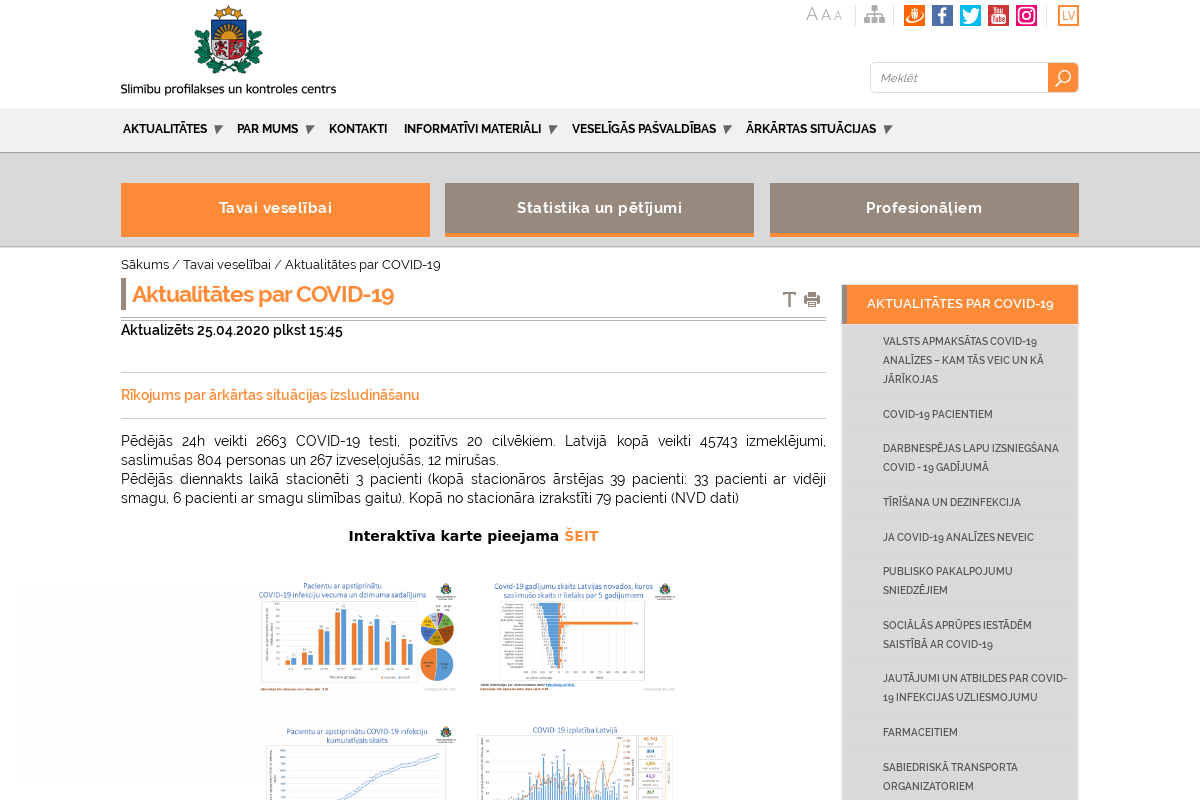 A A A
You Tube
LV
Slimību profilakses un kontroles centrs
Meklēt
AKTUALITĀTES PAR MUMS KONTAKTI INFORMATĪVI MATERIĀLI VESELĪGĀS PAŠVALDĪBAS ĀRKĀRTAS SITUĀCIJAS
Tavai veselībai
Statistika un pētījumi
Profesionāļiem
Sākums / Tavai veselībai / Aktualitātes par COVID-19
Aktualitātes par COVID-19
Aktualizēts 25.04.2020 plkst 15:45
Rīkojums par ārkārtas situācijas izsludināšanu
Pēdējās 24h veikti 2663 COVID-19 testi, pozitīvs 20 cilvēkiem. Latvijā kopā veikti 45743 izmeklējumi,
saslimušas 804 personas un 267 izveseļojušās, 12 mirušas.
Pēdējās diennakts laikā stacionēti 3 pacienti (kopā stacionāros ārstējas 39 pacienti: 33 pacienti ar vidēji
smagu, 6 pacienti ar smagu slimības gaitu). Kopā no stacionāra izrakstīti 79 pacienti (NVD dati)
Interaktīva karte pieejama ŠEIT
Pacientu ar apstiprinātu
COVID-19 infekciju vecuma un dzimuma sadalījums
Covid-19 gadījumu skaits Latvijas novados, kuros
saslimušo skaits ir lielāks par 5 gadījumiem
Pacientu ar apstiprinātu COVID-19 infekciju
kumulatīvais skaits
COVID-19 izplatība Latvijā
45 743
804
267
AKTUALITĀTES PAR COVID-19
VALSTS APMAKSĀTAS COVID-19
ANALĪZES – KAM TĀS VEIC UN KĀ
JĀRĪKOJAS
COVID-19 PACIENTIEM
DARBNESPĒJAS LAPU IZSNIEGŠANA
COVID - 19 GADĪJUMĀ
TĪRĪŠANA UN DEZINFEKCIJA
JA COVID-19 ANALĪZES NEVEIC
PUBLISKO PAKALPOJUMU
SNIEDZĒJIEM
SOCIĀLĀS APRŪPES IESTĀDĒM
SAISTĪBĀ AR COVID-19
JAUTĀJUMI UN ATBILDES PAR COVID-
19 INFEKCIJAS UZLIESMOJUMU
FARMACEITIEM
SABIEDRISKĀ TRANSPORTA
ORGANIZATORIEM